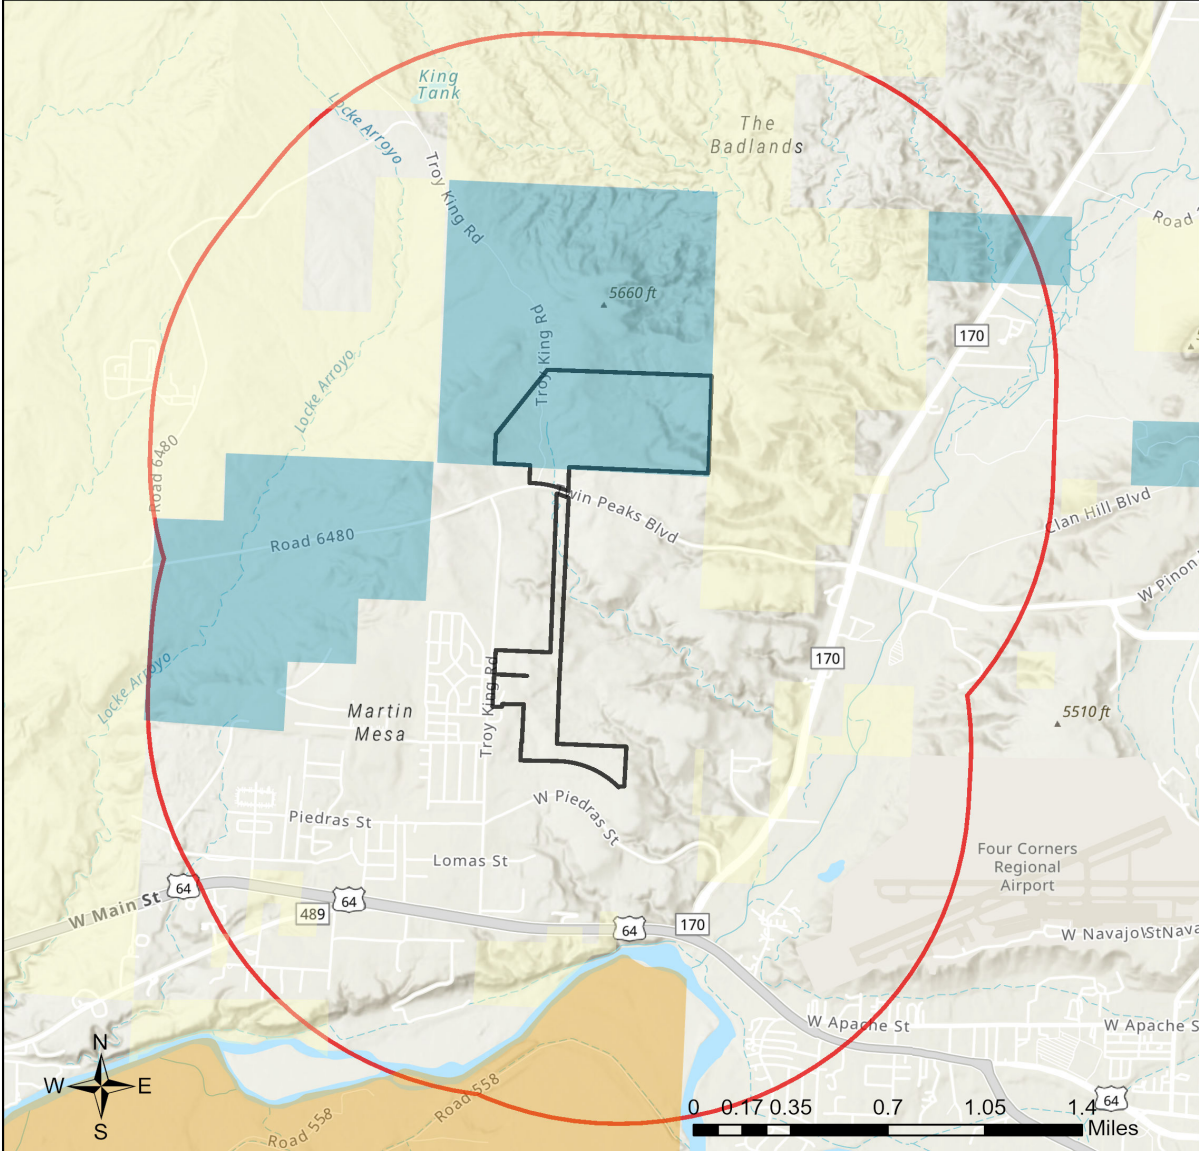 King
Tank
Locke Arroyo
The
Badlands
Troy King Rd
Road
5660 ft
Troy King Rd
170
Locke Arroyo
Road 6480
Clan Hill Blvd
win Peaks Blvd
Road 6480
W Pinon
170
Locke Arroyo
Troy King Rd
Martin
Mesa
5510 ft
W Piedras St
Piedras St
Lomas St
Four Corners
Regional
Airport
64
W Main St
64
489
64
170
W Navajo St
W Apache St
W Apache S
N
W
E
S
Road 558
Road 558
64
0 0.17 0.35 0.7 1.05 1.4
Miles